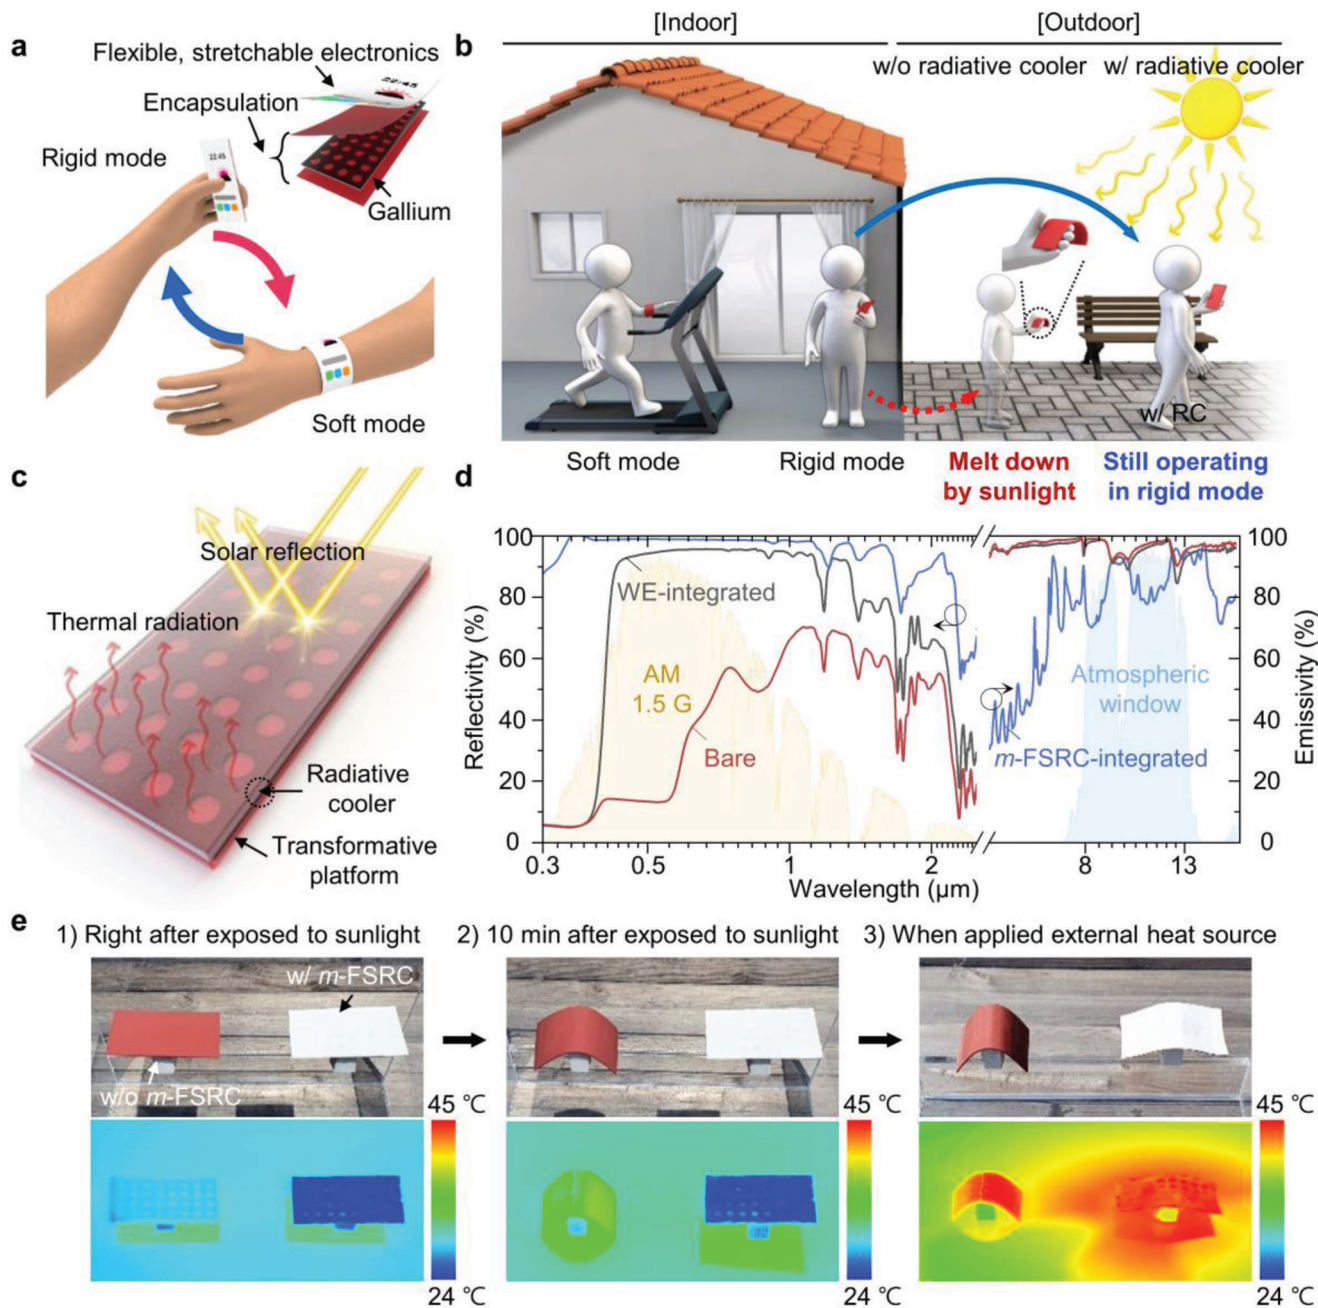 a
Flexible, stretchable electronics
22:45
Encapsulation
Rigid mode
22:45
Gallium
Soft mode
b
[Indoor]
[Outdoor]
w/o radiative cooler
w/ radiative cooler
w/ RC
Soft mode
Rigid mode
Melt down
by sunlight
Still operating
in rigid mode
c
Solar reflection
Thermal radiation
Radiative
cooler
Transformative
platform
d
100
80
60
40
20
0
Reflectivity (%)
WE-integrated
AM
1.5 G
Bare
Atmospheric
window
m-FSRC-integrated
100
80
60
40
20
0
Emissivity (%)
0.3
0.5
1
2
8
13
Wavelength (µm)
e
1) Right after exposed to sunlight
2) 10 min after exposed to sunlight
3) When applied external heat source
w/ m-FSRC
w/o m-FSRC
45 ℃
24 ℃
45 ℃
24 ℃
45 ℃
24 ℃